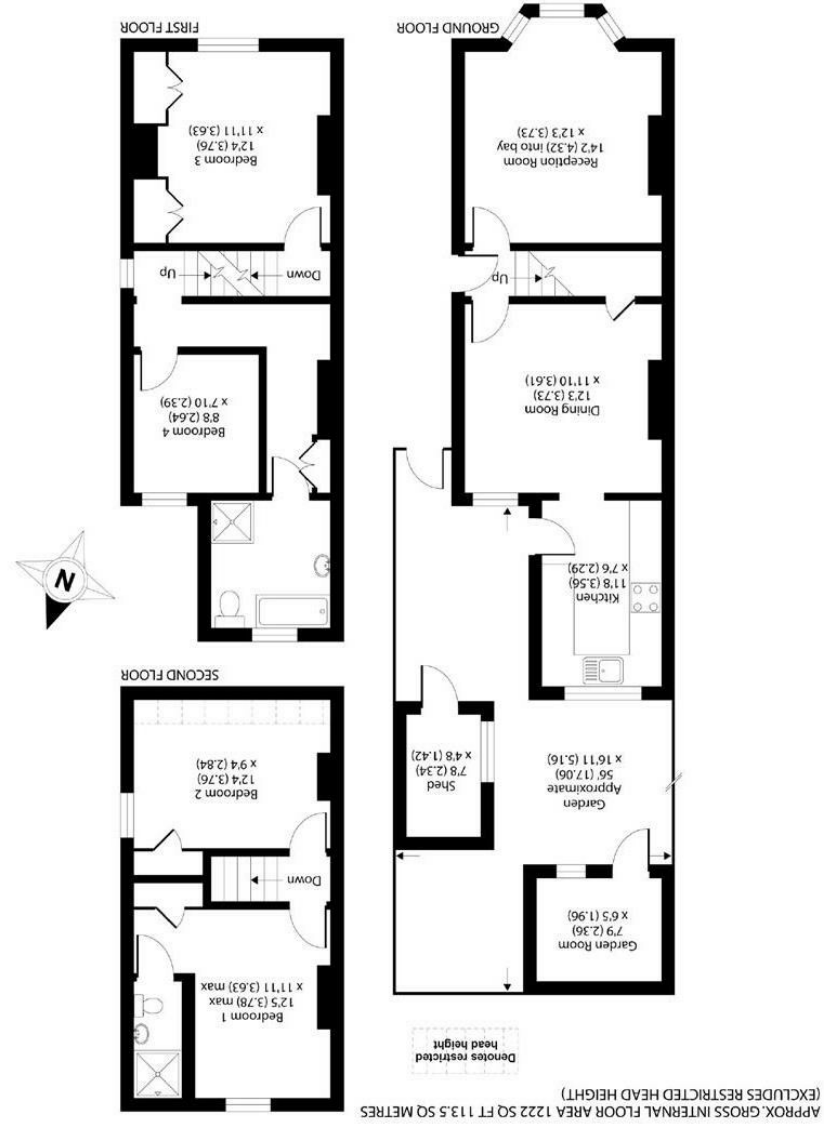 APPROX. GROSS INTERNAL FLOOR AREA 1222 SQ FT 113.5 SQ METRES
(EXCLUDES RESTRICTED HEAD HEIGHT)
Denotes restricted
head height
Garden Room
7'9 (2.36)
x 6'5 (1.96)
Garden
Approximate
56' (17.06)
x 16'11 (5.16)
Shed
7'8 (2.34)
x 4'8 (1.42)
Kitchen
11'8 (3.56)
x 7'6 (2.29)
Dining Room
12'3 (3.73)
x 11'10 (3.61)
Up
Reception Room
14'2 (4.32) into bay
x 12'3 (3.73)
GROUND FLOOR
Bedroom 1
12'5 (3.78) max
x 11'11 (3.63) max
Down
Bedroom 2
12'4 (3.76)
x 9'4 (2.84)
SECOND FLOOR
N
Bedroom 4
8'8 (2.64)
x 7'10 (2.39)
Down
Up
Bedroom 3
12'4 (3.76)
x 11'11 (3.63)
FIRST FLOOR